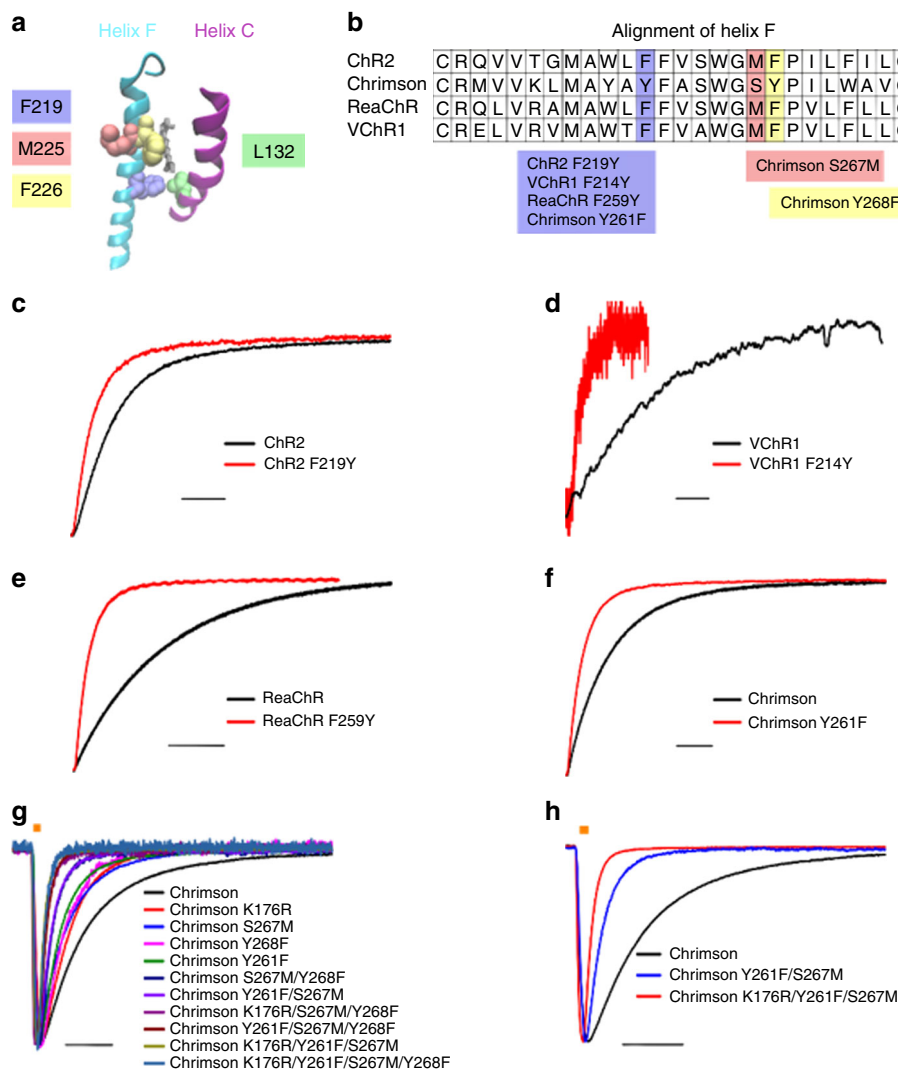 a
Helix F
Helix C
F219
M225
F226
L132
b
Alignment of helix F
ChR2 CRQVVTGMAWLFFVSWGMFPILFIL
Chrimson CRMVVKLMAYAYFASWGSYPILWAV
ReaChR CRQLVRAMAWLFFVSWGMFPVLFLL
VChR1 CRELVRVMAWTFFVAWGMFPVLFLL
ChR2 F219Y
VChR1 F214Y
ReaChR F259Y
Chrimson Y261F
Chrimson S267M
Chrimson Y268F
c
ChR2
ChR2 F219Y
d
VChR1
VChR1 F214Y
e
ReaChR
ReaChR F259Y
f
Chrimson
Chrimson Y261F
g
Chrimson
Chrimson K176R
Chrimson S267M
Chrimson Y268F
Chrimson Y261F
Chrimson S267M/Y268F
Chrimson Y261F/S267M
Chrimson K176R/S267M/Y268F
Chrimson Y261F/S267M/Y268F
Chrimson K176R/Y261F/S267M
Chrimson K176R/Y261F/S267M/Y268F
h
Chrimson
Chrimson Y261F/S267M
Chrimson K176R/Y261F/S267M